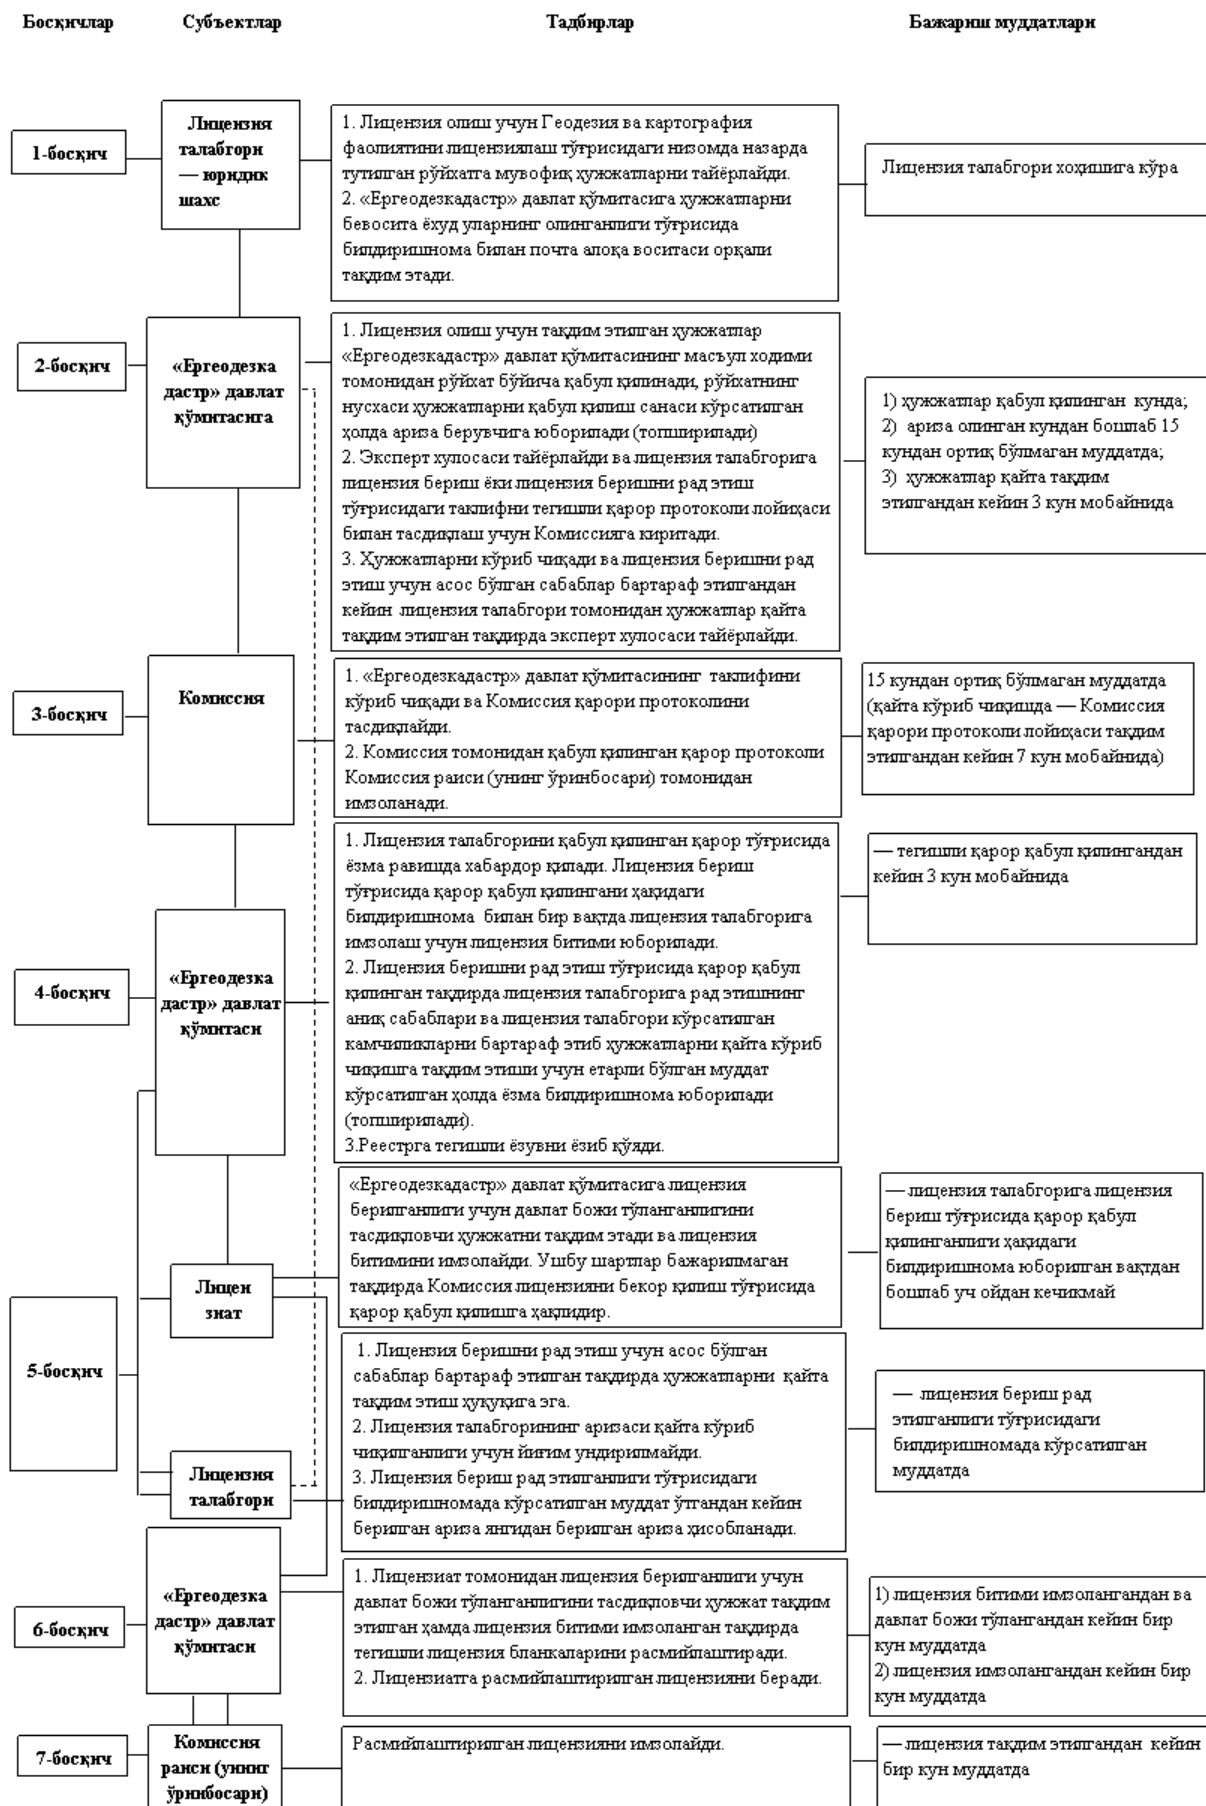 Босқичлар
Субъектлар
Тадбирлар
Бажариш муддатлари
1-босқич
Лицензия
талабгори
— юридик
шахс
1. Лицензия олиш учун Геодезия ва картография
фаолиятини лицензиялаш тўғрисидаги низомда назарда
тутилган рўйхатга мувофиқ ҳужжатларни тайёрлайди.
2. «Ергеодезкадастр» давлат қўмитасига ҳужжатларни
бевосита ёхуд уларнинг олинганлиги тўғрисида
билдиришнома билан почта алоқа воситаси орқали
тақдим этади.
Лицензия талабгори хоҳишига кўра
2-босқич
«Ергеодезка
дастр» давлат
қўмитасига
1. Лицензия олиш учун тақдим этилган ҳужжатлар
«Ергеодезкадастр» давлат қўмитасининг масъул ходими
томонидан рўйхат бўйича қабул қилинади, рўйхатнинг
нусхаси ҳужжатларни қабул қилиш санаси кўрсатилган
ҳолда ариза берувчига юборилади (топширилади)
2. Эксперт хулосаси тайёрлайди ва лицензия талабгорига
лицензия бериш ёки лицензия беришни рад этиш
тўғрисидаги таклифни тегишли қарор протоколи лойиҳаси
билан тасдиқлаш учун Комиссияга киритади.
3. Ҳужжатларни кўриб чиқади ва лицензия беришни рад
этиш учун асос бўлган сабаблар бартараф этилгандан
кейин лицензия талабгори томонидан ҳужжатлар қайта
тақдим этилган тақдирда эксперт хулосаси тайёрлайди.
1) ҳужжатлар қабул қилинган кунда;
2) ариза олинган кундан бошлаб 15
кундан ортиқ бўлмаган муддатда;
3) ҳужжатлар қайта тақдим
этилгандан кейин 3 кун мобайнида
3-босқич
Комиссия
1. «Ергеодезкадастр» давлат қўмитасининг таклифини
кўриб чиқади ва Комиссия қарори протоколини
тасдиқлайди.
2. Комиссия томонидан қабул қилинган қарор протоколи
Комиссия раиси (унинг ўринбосари) томонидан
имзоланади.
15 кундан ортиқ бўлмаган муддатда
(қайта кўриб чиқишда — Комиссия
қарори протоколи лойиҳаси тақдим
этилгандан кейин 7 кун мобайнида)
4-босқич
«Ергеодезка
дастр» давлат
қўмитаси
1. Лицензия талабгорини қабул қилинган қарор тўғрисида
ёзма равишда хабардор қилади. Лицензия бериш
тўғрисида қарор қабул қилингани ҳақидаги
билдиришнома билан бир вақтда лицензия талабгорига
имзолаш учун лицензия битими юборилади.
2. Лицензия беришни рад этиш тўғрисида қарор қабул
қилинган тақдирда лицензия талабгорига рад этишнинг
аниқ сабаблари ва лицензия талабгори кўрсатилган
камчиликларни бартараф этиб ҳужжатларни қайта кўриб
чиқишга тақдим этиши учун етарли бўлган муддат
кўрсатилган ҳолда ёзма билдиришнома юборилади
(топширилади).
3.Реестрга тегишли ёзувни ёзиб қўяди.
— тегишли қарор қабул қилингандан
кейин 3 кун мобайнида
5-босқич
Лицен
зиат
«Ергеодезкадастр» давлат қўмитасига лицензия
берилганлиги учун давлат божи тўланганлигини
тасдиқловчи ҳужжатни тақдим этади ва лицензия
битимини имзолайди. Ушбу шартлар бажарилмаган
тақдирда Комиссия лицензияни бекор қилиш тўғрисида
қарор қабул қилишга ҳақлидир.
— лицензия талабгорига лицензия
бериш тўғрисида қарор қабул
қилинганлиги ҳақидаги
билдиришнома юборилган вақтдан
бошлаб уч ойдан кечикмай
Лицензия
талабгори
1. Лицензия беришни рад этиш учун асос бўлган
сабаблар бартараф этилган тақдирда ҳужжатларни қайта
тақдим этиш ҳуқуқига эга.
2. Лицензия талабгорининг аризаси қайта кўриб
чиқилганлиги учун йиғим ундирилмайди.
3. Лицензия бериш рад этилганлиги тўғрисидаги
билдиришномада кўрсатилган муддат ўтгандан кейин
берилган ариза янгидан берилган ариза ҳисобланади.
— лицензия бериш рад
этилганлиги тўғрисидаги
билдиришномада кўрсатилган
муддатда
6-босқич
«Ергеодезка
дастр» давлат
қўмитаси
1. Лицензиат томонидан лицензия берилганлиги учун
давлат божи тўланганлигини тасдиқловчи ҳужжат тақдим
этилган ҳамда лицензия битими имзоланган тақдирда
тегишли лицензия бланкаларини расмийлаштиради.
2. Лицензиатга расмийлаштирилган лицензияни беради.
1) лицензия битими имзолангандан ва
давлат божи тўлангандан кейин бир
кун муддатда
2) лицензия имзолангандан кейин бир
кун муддатда
7-босқич
Комиссия
раиси (унинг
ўринбосари)
Расмийлаштирилган лицензияни имзолайди.
— лицензия тақдим этилгандан кейин
бир кун муддатда